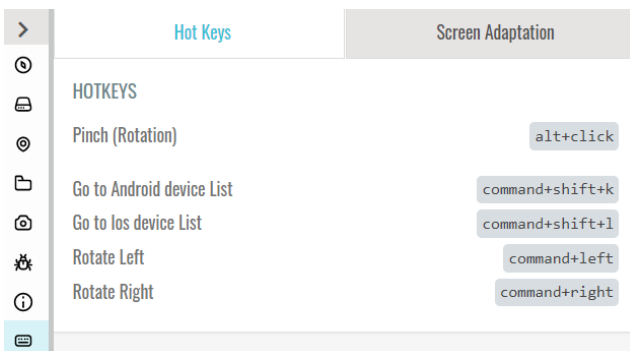 Hot Keys Screen Adaptation
HOTKEYS
Pinch (Rotation) alt+click
Go to Android device List command+shift+k
Go to Ios device List command+shift+l
Rotate Left command+left
Rotate Right command+right